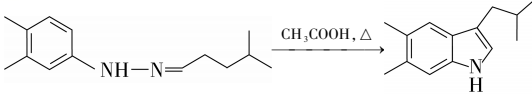 CH₃COOH, △
NH—N
N
H